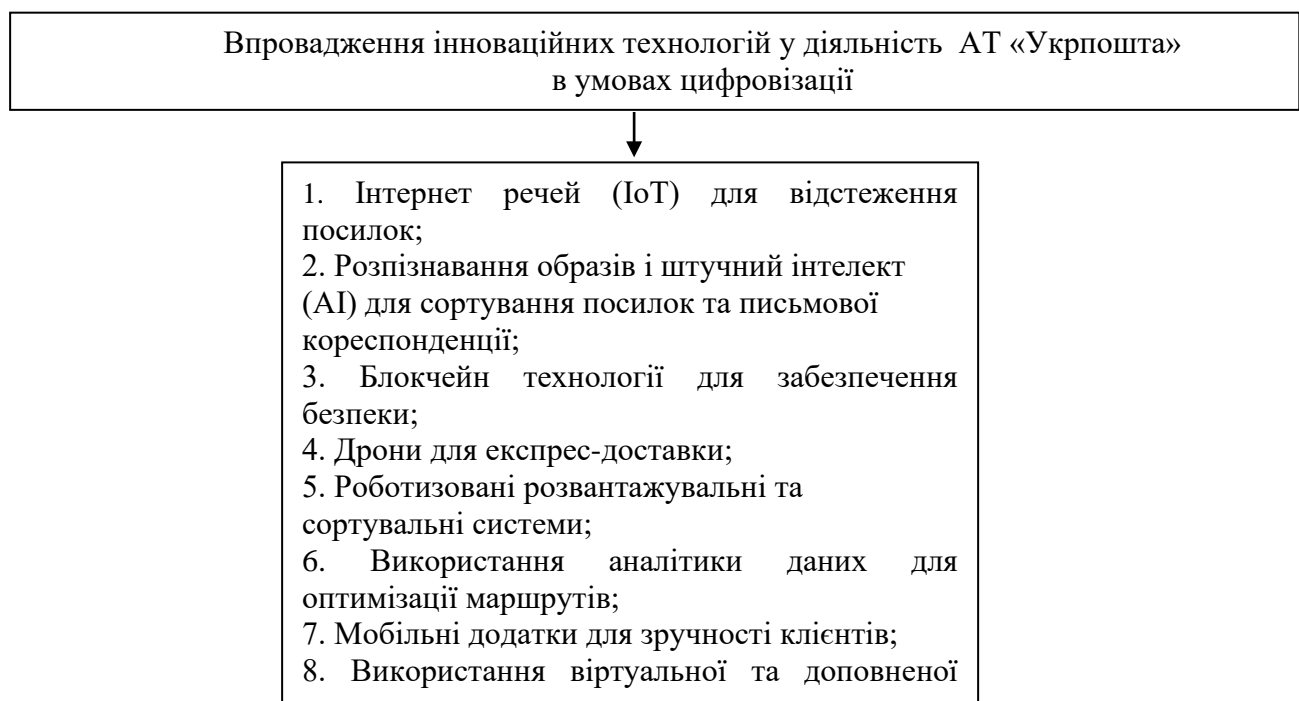 Впровадження інноваційних технологій у діяльність АТ «Укрпошта»
в умовах цифровізації
1. Інтернет речей (IoT) для відстеження
посилок;
2. Розпізнавання образів і штучний інтелект
(AI) для сортування посилок та письмової
кореспонденції;
3. Блокчейн технології для забезпечення
безпеки;
4. Дрони для експрес-доставки;
5. Роботизовані розвантажувальні та
сортувальні системи;
6. Використання аналітики даних для
оптимізації маршрутів;
7. Мобільні додатки для зручності клієнтів;
8. Використання віртуальної та доповненої